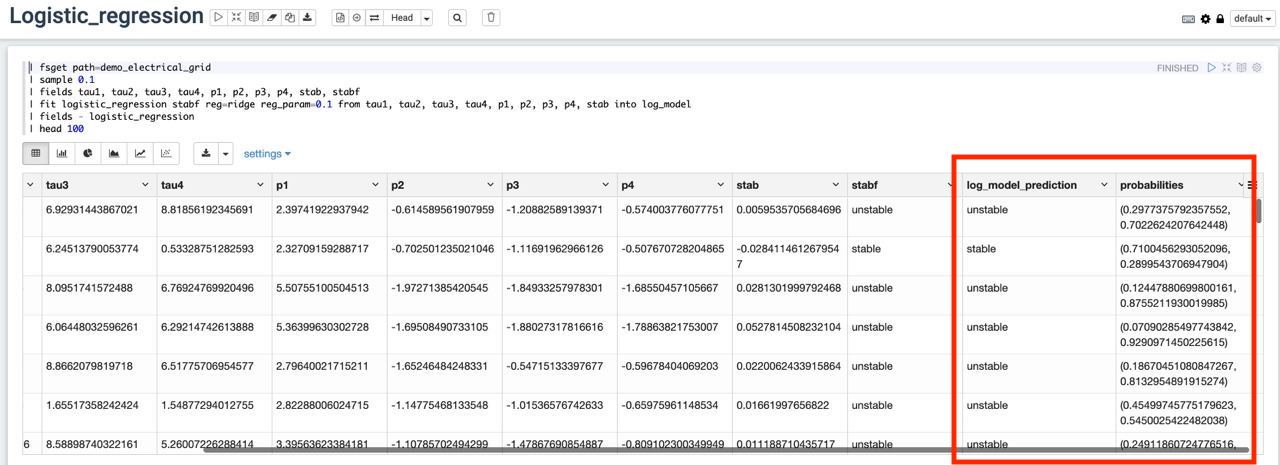 Logistic_regression Head default
| fsget path=demo_electrical_grid FINISHED
| sample 0.1
| fields tau1, tau2, tau3, tau4, p1, p2, p3, p4, stab, stabf
| fit logistic_regression stabf reg=ridge reg_param=0.1 from tau1, tau2, tau3, tau4, p1, p2, p3, p4, stab into log_model
| fields - logistic_regression
| head 100
settings
tau3 tau4 p1 p2 p3 p4 stab stabf log_model_prediction probabilities
6.92931443867021 8.81856192345691 2.39741922937942 -0.614589561907959 -1.20882589139371 -0.574003776077751 0.0059535705684696 unstable unstable (0.2977375792357552,
0.7022624207642448)
6.24513790053774 0.53328751282593 2.32709159288717 -0.702501235021046 -1.11691962966126 -0.507670728204865 -0.028411461267954 stable stable (0.7100456293052096,
7 0.2899543706947904)
8.0951741572488 6.76924769920496 5.50755100504513 -1.97271385420545 -1.84933257978301 -1.68550457105667 0.0281301999792468 unstable unstable (0.12447880699800161,
0.8755211930019985)
6.06448032596261 6.29214742613888 5.36399630302728 -1.69508490733105 -1.88027317816616 -1.78863821753007 0.0527814508232104 unstable unstable (0.07090285497743842,
0.9290971450225615)
8.8662079819718 6.51775706954577 2.79640021715211 -1.65246484248331 -0.54715133397677 -0.59678404069203 0.0220062433915864 unstable unstable (0.18670451080847267,
0.8132954891915274)
1.65517358242424 1.54877294012755 2.82288006024715 -1.14775468133548 -1.01536576742633 -0.65975961148534 0.01661997656822 unstable unstable (0.45499745775179623,
0.5450025422482038)
6 8.58898740322161 5.26007226288414 3.39563623384181 -1.10785702494299 -1.47867690854887 -0.809102300349949 0.011188710435717 unstable unstable (0.24911860724776516,